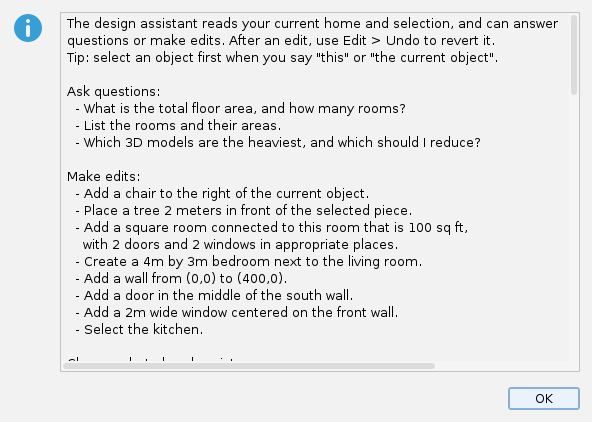 The design assistant reads your current home and selection, and can answer
questions or make edits. After an edit, use Edit > Undo to revert it.
Tip: select an object first when you say "this" or "the current object".
Ask questions:
- What is the total floor area, and how many rooms?
- List the rooms and their areas.
- Which 3D models are the heaviest, and which should I reduce?
Make edits:
- Add a chair to the right of the current object.
- Place a tree 2 meters in front of the selected piece.
- Add a square room connected to this room that is 100 sq ft,
with 2 doors and 2 windows in appropriate places.
- Create a 4m by 3m bedroom next to the living room.
- Add a wall from (0,0) to (400,0).
- Add a door in the middle of the south wall.
- Add a 2m wide window centered on the front wall.
- Select the kitchen.
OK